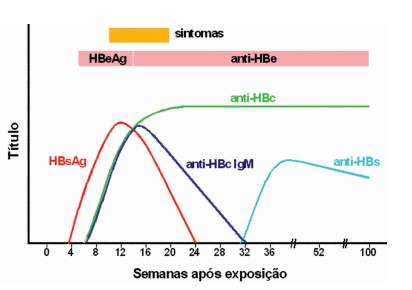 sintomas
HBeAg anti-HBe
anti-HBc
HBsAg anti-HBc IgM anti-HBs
Título
0 4 8 12 16 20 24 28 32 36 // 52 // 100
Semanas após exposição